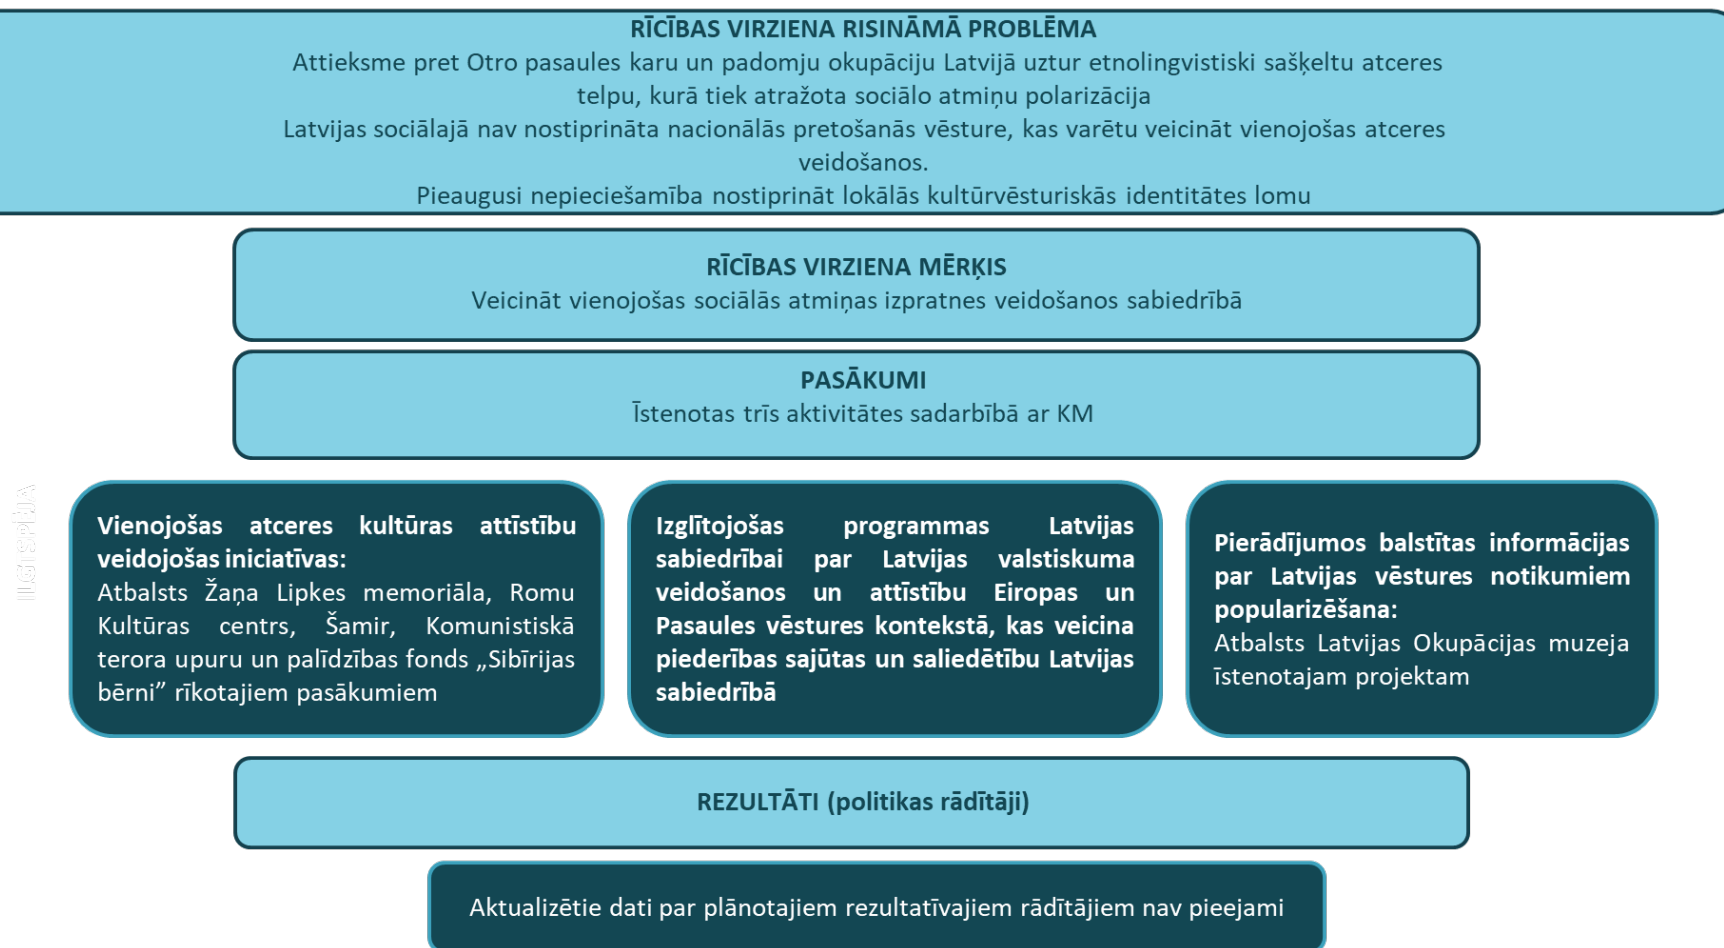 RĪCĪBAS VIRZIENA RISINĀMĀ PROBLĒMA
Attieksme pret Otro pasaules karu un padomju okupāciju Latvijā uztur etnolingvistiski sašķeltu atceres
telpu, kurā tiek atražota sociālo atmiņu polarizācija
Latvijas sociālajā nav nostiprināta nacionālās pretošanās vēsture, kas varētu veicināt vienojošas atceres
veidošanos.
Pieaugusi nepieciešamība nostiprināt lokālās kultūrvēsturiskās identitātes lomu
RĪCĪBAS VIRZIENA MĒRĶIS
Veicināt vienojošas sociālās atmiņas izpratnes veidošanos sabiedrībā
PASĀKUMI
Īstenotas trīs aktivitātes sadarbībā ar KM
ILGTSPĒJA
Vienojošas atceres kultūras attīstību
veidojošas iniciatīvas:
Atbalsts Žaņa Lipkes memoriāla, Romu
Kultūras centrs, Šamir, Komunistiskā
terora upuru un palīdzības fonds „Sibīrijas
bērni” rīkotajiem pasākumiem
Izglītojošas programmas Latvijas
sabiedrībai par Latvijas valstiskuma
veidošanos un attīstību Eiropas un
Pasaules vēstures kontekstā, kas veicina
piederības sajūtas un saliedētību Latvijas
sabiedrībā
Pierādījumos balstītas informācijas
par Latvijas vēstures notikumiem
popularizēšana:
Atbalsts Latvijas Okupācijas muzeja
īstenotajam projektam
REZULTĀTI (politikas rādītāji)
Aktualizētie dati par plānotajiem rezultatīvajiem rādītājiem nav pieejami